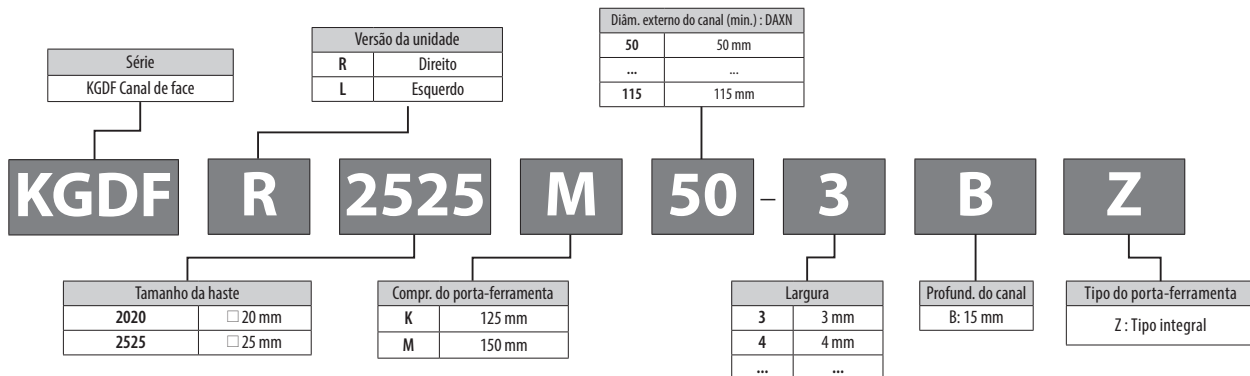 Diâm. externo do canal (min.) : DAXN
50 50 mm
... ...
115 115 mm
Versão da unidade
R Direito
L Esquerdo
Série
KGDF Canal de face
KGDF R 2525 M 50 – 3 B Z
Tamanho da haste
2020 □ 20 mm
2525 □ 25 mm
Compr. do porta-ferramenta
K 125 mm
M 150 mm
Largura
3 3 mm
4 4 mm
... ...
Profund. do canal
B: 15 mm
Tipo do porta-ferramenta
Z : Tipo integral